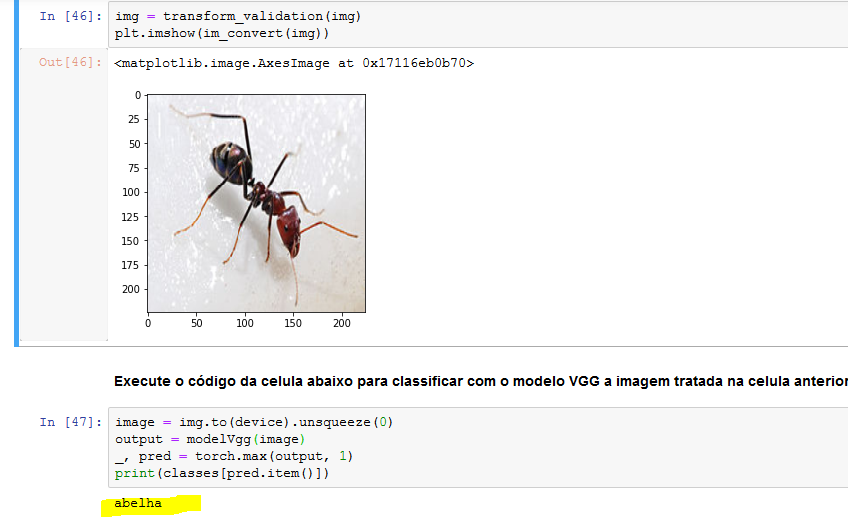 In [46]: img = transform_validation(img)
plt.imshow(im_convert(img))
Out[46]: <matplotlib.image.AxesImage at 0x17116eb0b70>
0
25
50
75
100
125
150
175
200
0 50 100 150 200
Execute o código da celula abaixo para classificar com o modelo VGG a imagem tratada na celula anterior
In [47]: image = img.to(device).unsqueeze(0)
output = modelVgg(image)
_, pred = torch.max(output, 1)
print(classes[pred.item()])
abelha